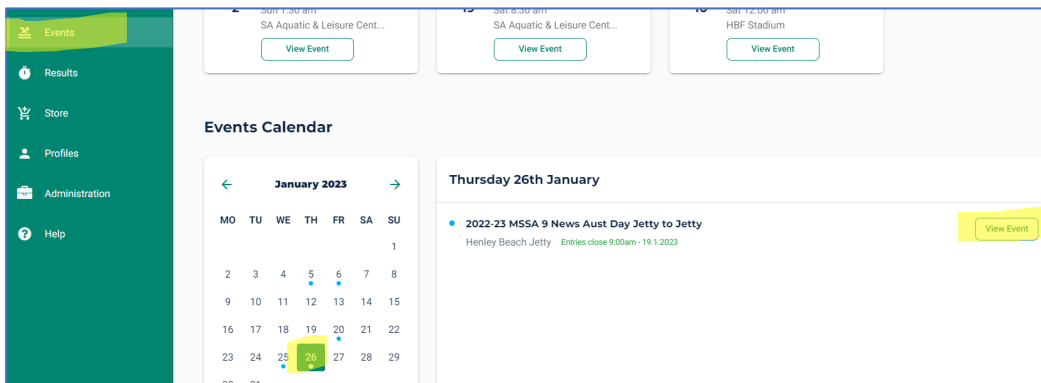 2 Sun 1:30 am 19 Sat 8:30 am 18 Sat 12:00 am
Events SA Aquatic & Leisure Cent... SA Aquatic & Leisure Cent... HBF Stadium
View Event View Event View Event
Results
Store
Events Calendar
Profiles
← January 2023 → Thursday 26th January
Administration
MO TU WE TH FR SA SU 2022-23 MSSA 9 News Aust Day Jetty to Jetty View Event
Help Henley Beach Jetty Entries close 9:00am - 19.1.2023
1
2 3 4 5 6 7 8
9 10 11 12 13 14 15
16 17 18 19 20 21 22
23 24 25 26 27 28 29
30 31